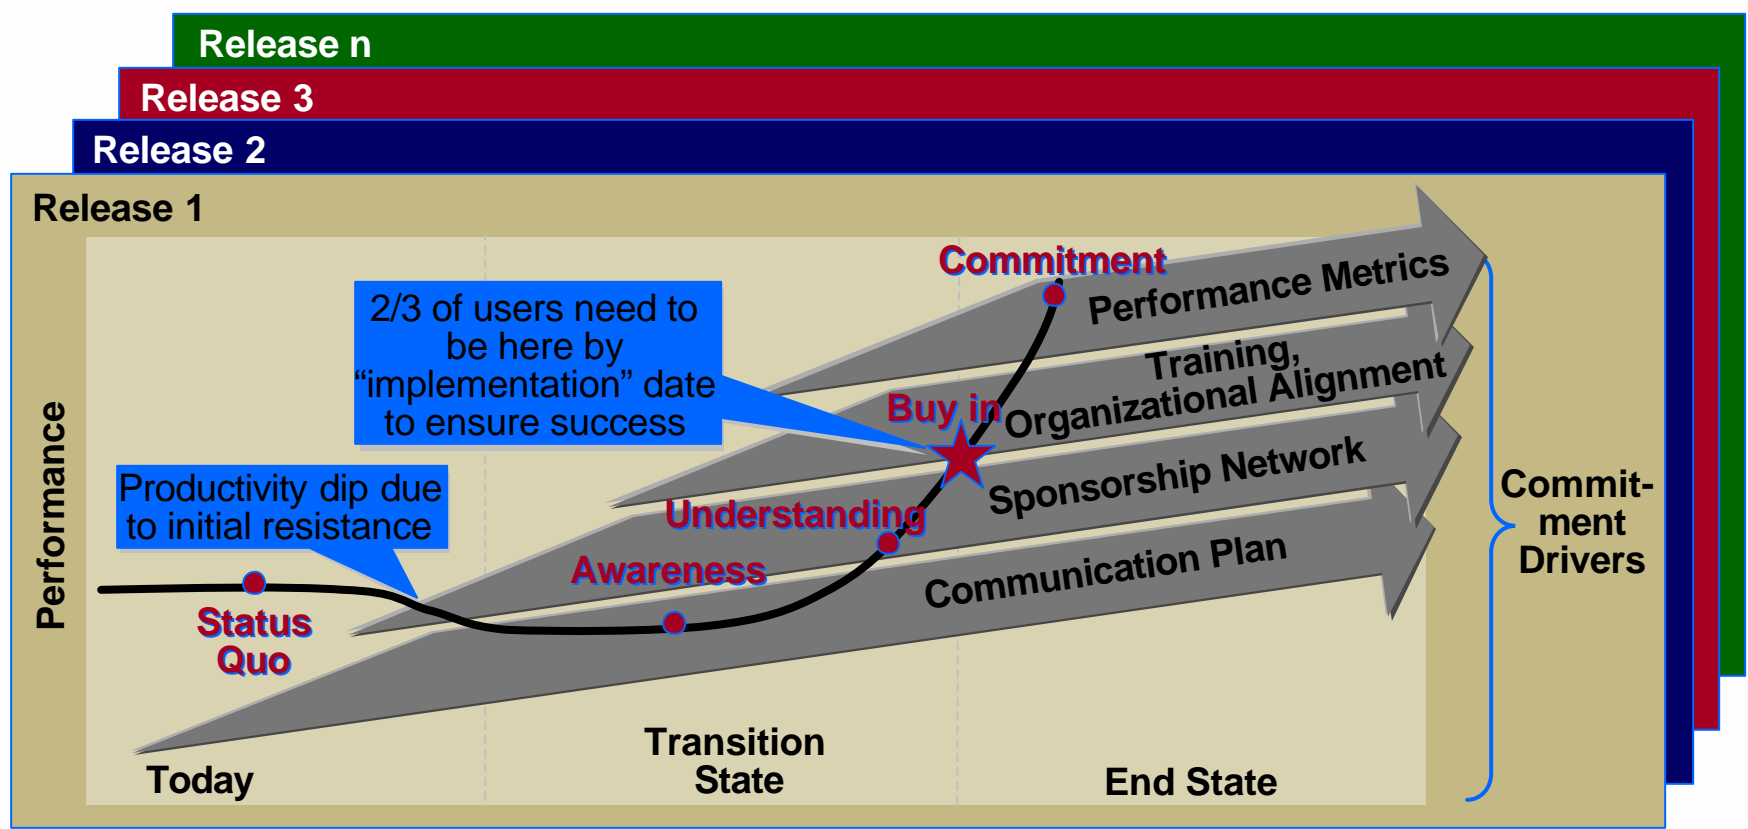 Release n
Release 3
Release 2
Release 1
Commitment
Performance Metrics
2/3 of users need to
be here by
“implementation” date
to ensure success
Training,
Organizational Alignment
Buy in
Sponsorship Network
Productivity dip due
to initial resistance
Understanding
Awareness
Communication Plan
Commit-
ment
Drivers
Performance
Status
Quo
Today
Transition
State
End State